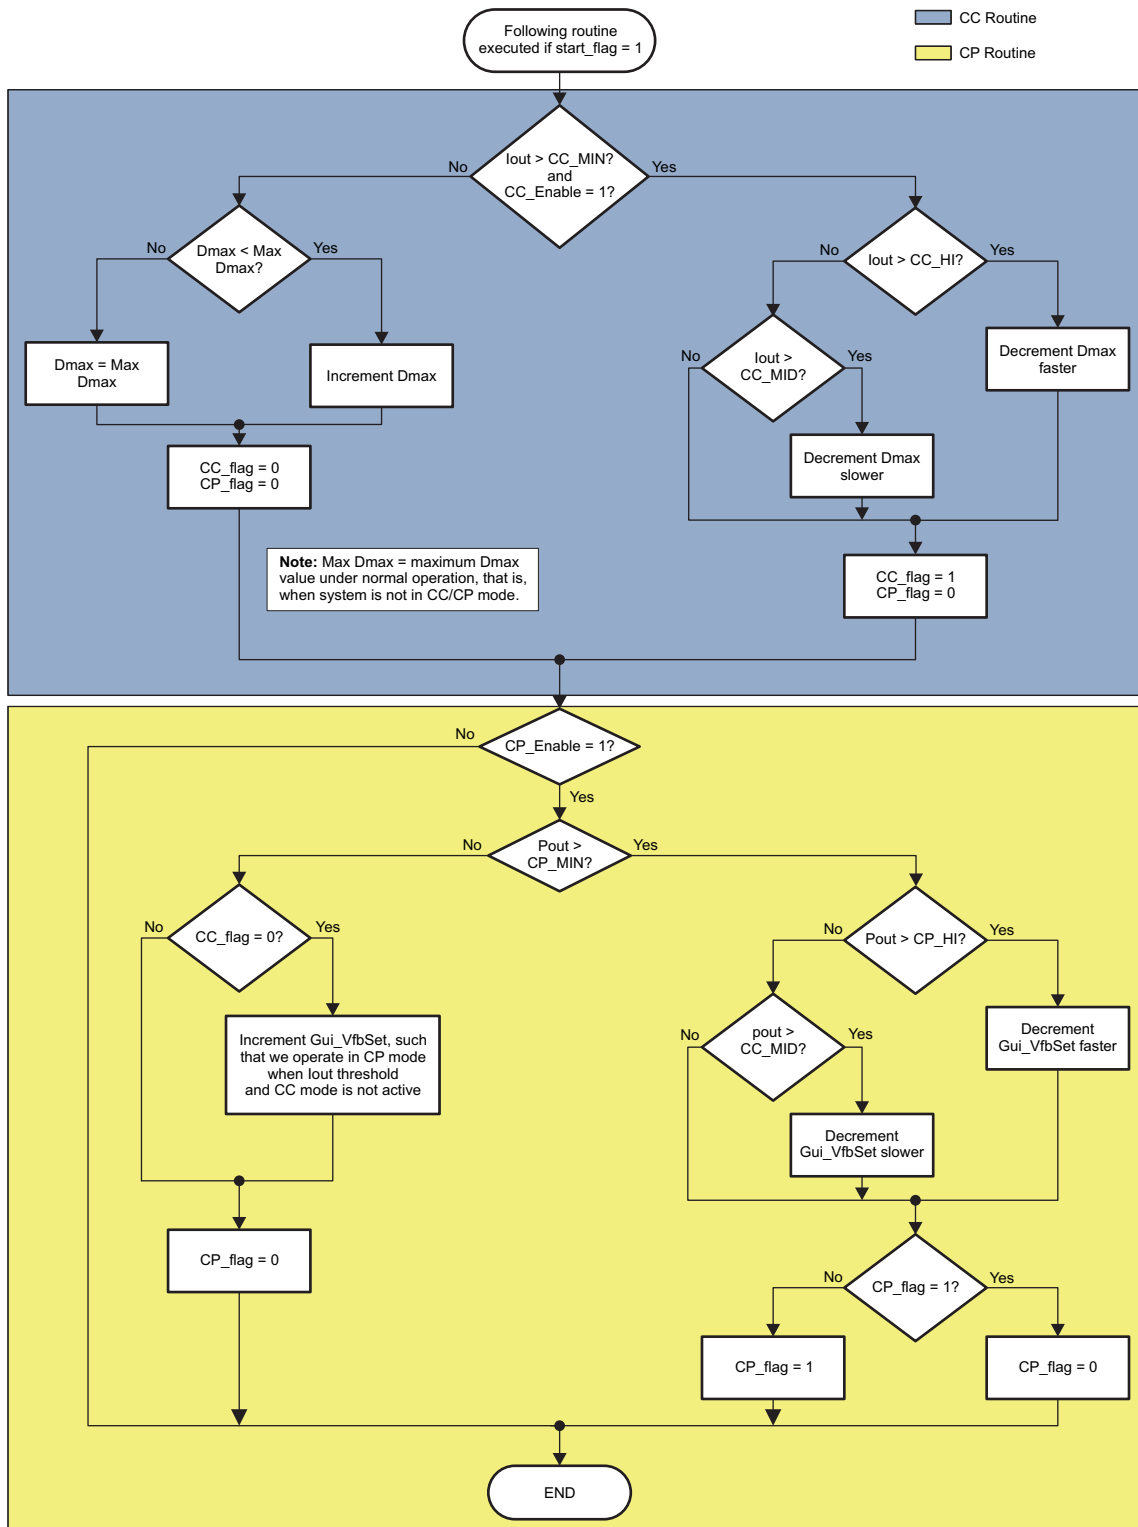 CC Routine
CP Routine
Following routine
executed if start_flag = 1
Iout > CC_MIN?
and
CC_Enable = 1?
No
Yes
Dmax < Max
Dmax?
No
Yes
Iout > CC_HI?
No
Yes
Dmax = Max
Dmax
Increment Dmax
Iout >
CC_MID?
No
Yes
Decrement Dmax
faster
Decrement Dmax
slower
CC_flag = 0
CP_flag = 0
Note: Max Dmax = maximum Dmax
value under normal operation, that is,
when system is not in CC/CP mode.
CC_flag = 1
CP_flag = 0
No
CP_Enable = 1?
Yes
No
Pout >
CP_MIN?
Yes
No
CC_flag = 0?
Yes
No
Pout > CP_HI?
Yes
Increment Gui_VfbSet, such
that we operate in CP mode
when Iout threshold
and CC mode is not active
No
pout >
CC_MID?
Yes
Decrement
Gui_VfbSet faster
Decrement
Gui_VfbSet slower
CP_flag = 0
No
CP_flag = 1?
Yes
CP_flag = 1
CP_flag = 0
END